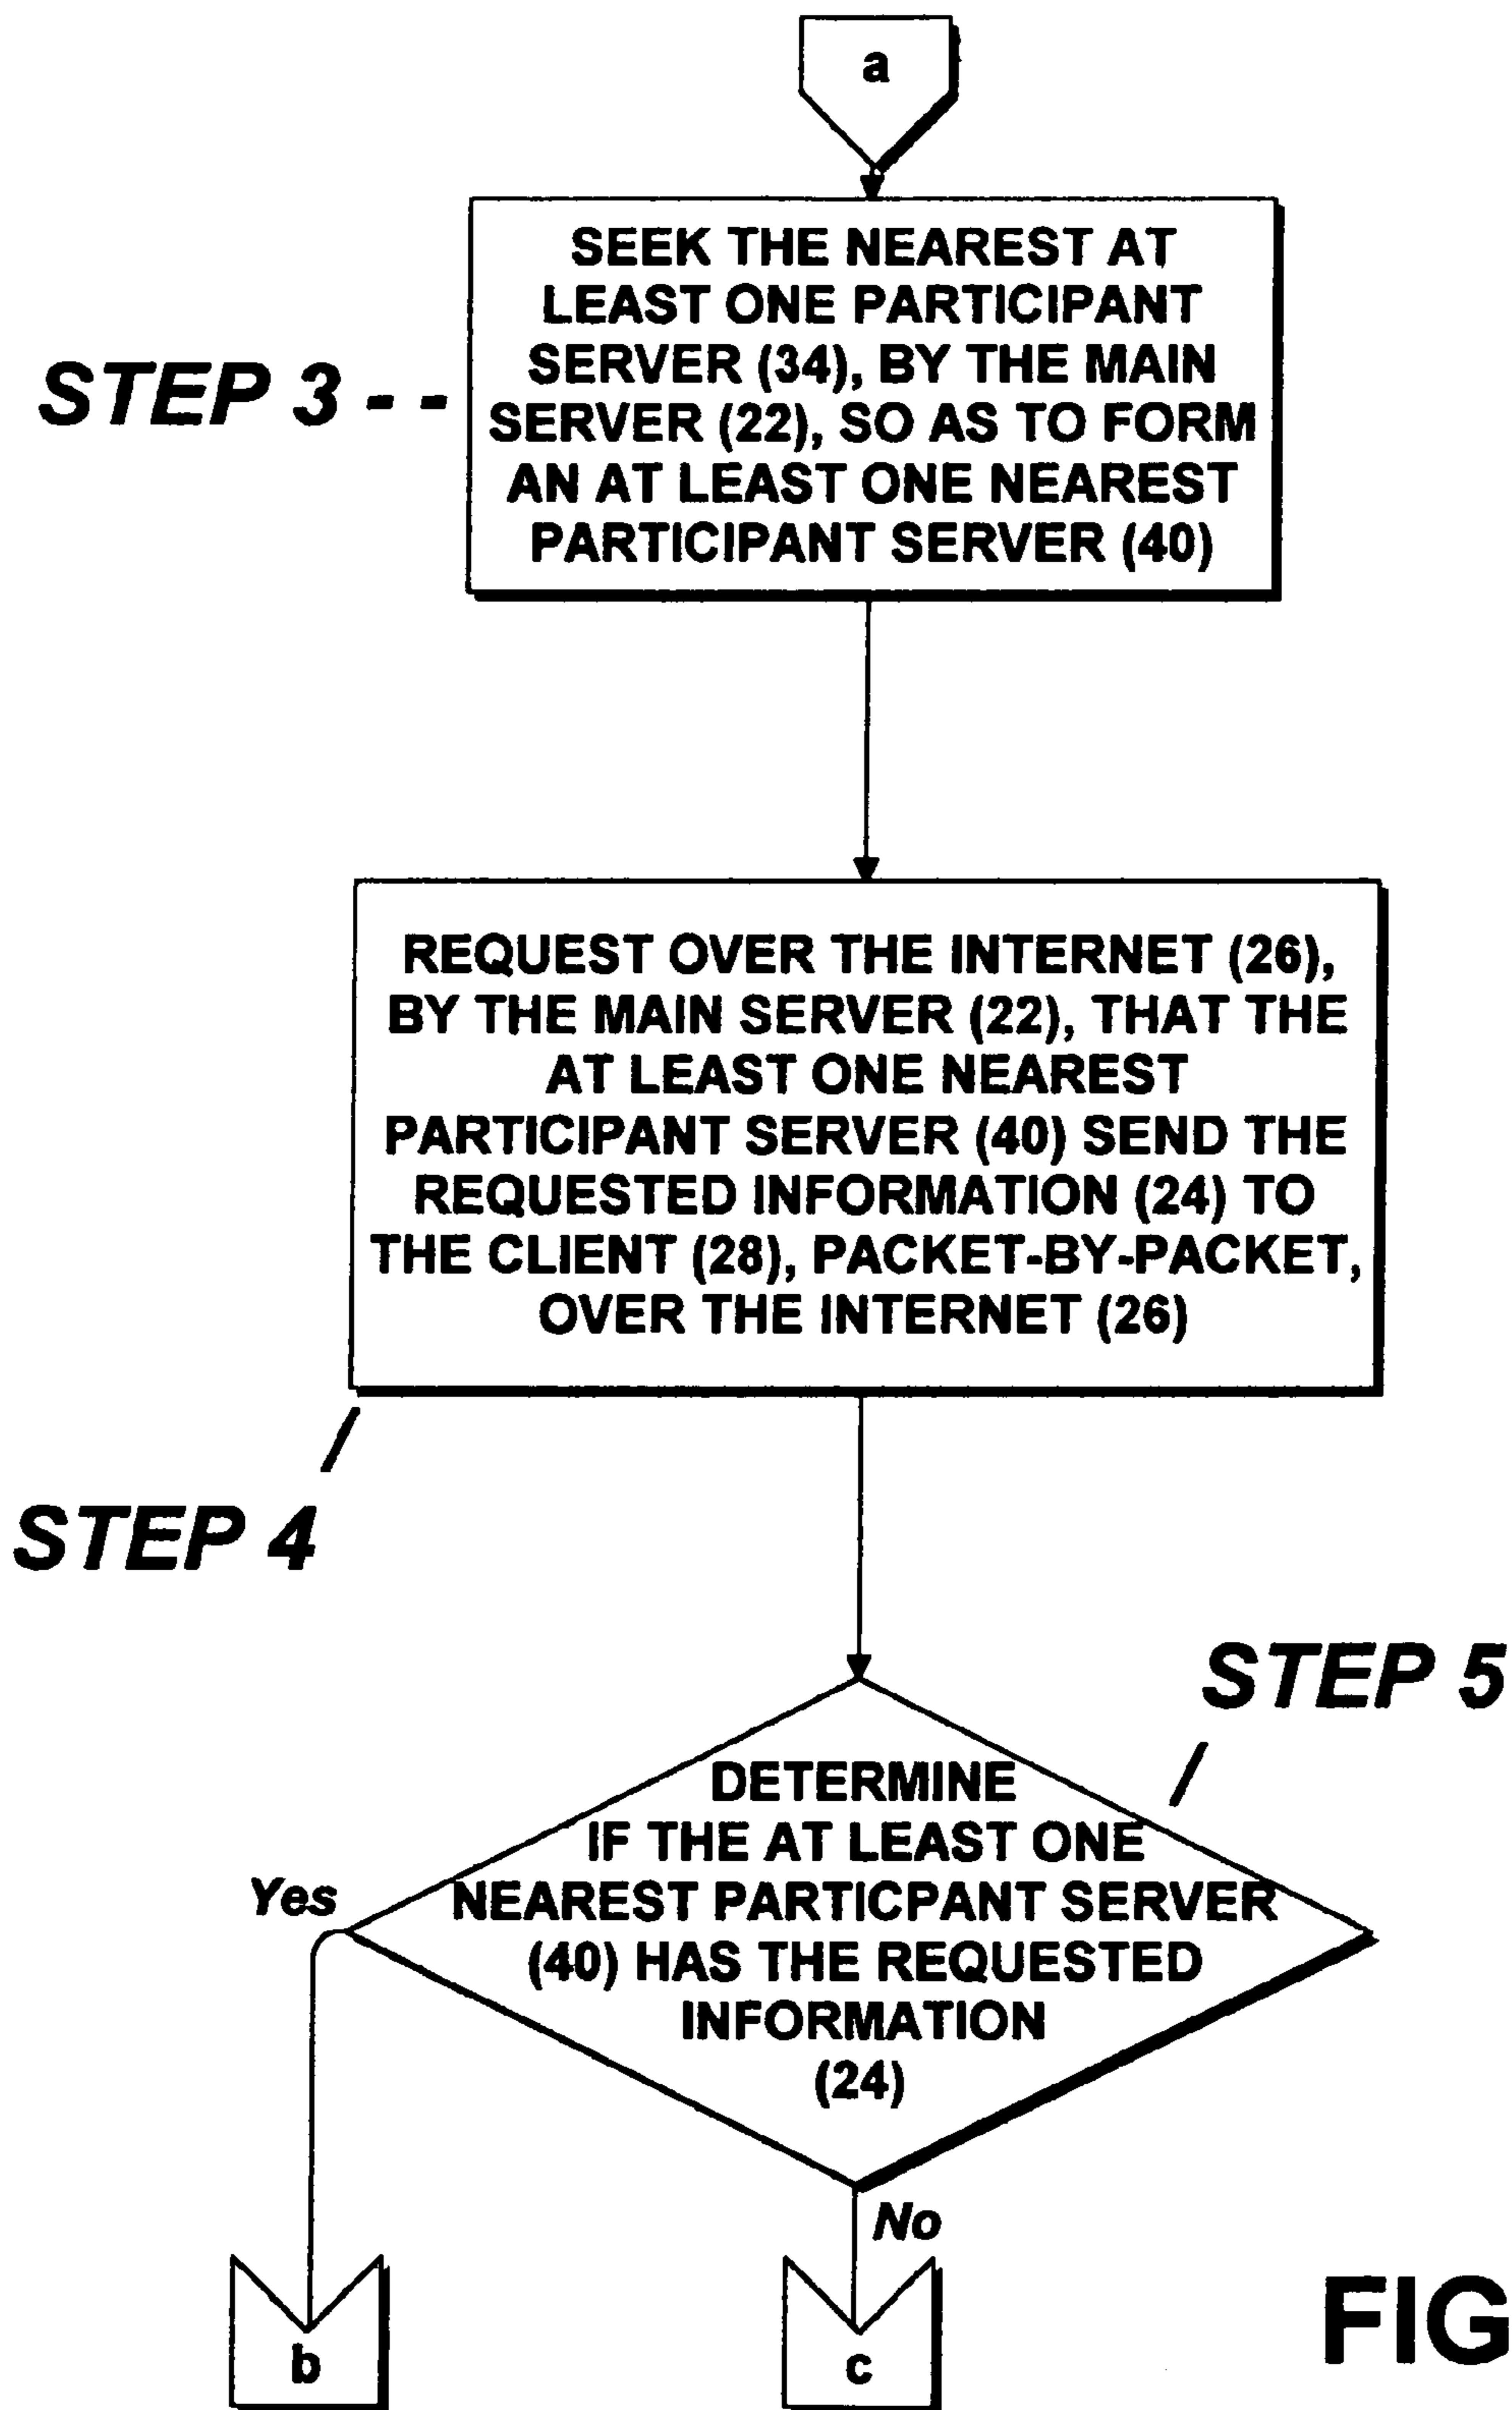 a
SEEK THE NEAREST AT
LEAST ONE PARTICIPANT
SERVER (34), BY THE MAIN
SERVER (22), SO AS TO FORM
AN AT LEAST ONE NEAREST
PARTICIPANT SERVER (40)
STEP 3 - -
REQUEST OVER THE INTERNET (26),
BY THE MAIN SERVER (22), THAT THE
AT LEAST ONE NEAREST
PARTICIPANT SERVER (40) SEND THE
REQUESTED INFORMATION (24) TO
THE CLIENT (28), PACKET-BY-PACKET,
OVER THE INTERNET (26)
STEP 4
STEP 5
DETERMINE
IF THE AT LEAST ONE
NEAREST PARTICPANT SERVER
(40) HAS THE REQUESTED
INFORMATION
(24)
Yes
No
b
c
FIG